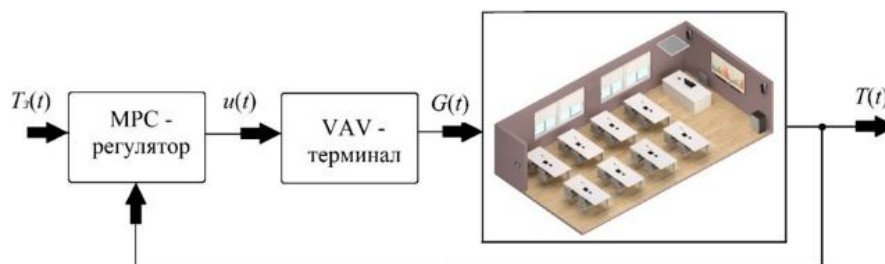 Tз(t)
MPC -
регулятор
u(t)
VAV -
терминал
G(t)
T(t)